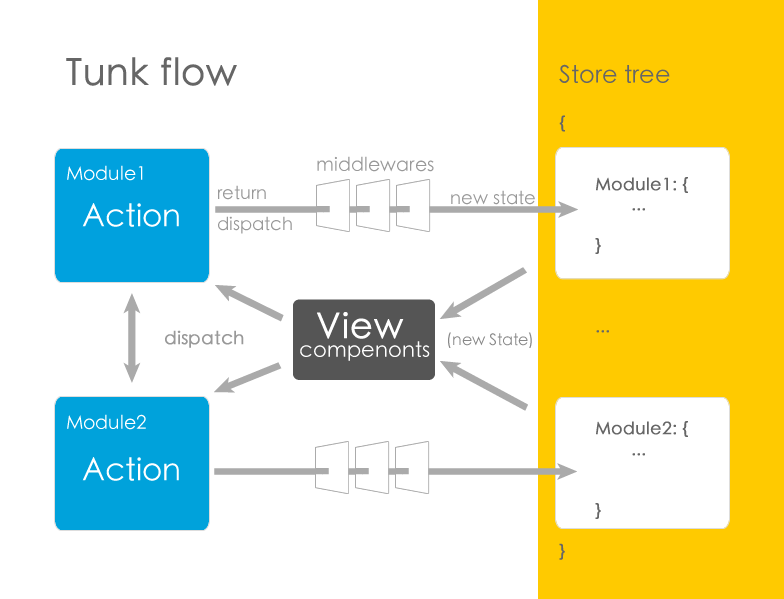 Tunk flow
Store tree
{
Module1
Action
return
dispatch
middlewares
new state
Module1: {
...
}
dispatch
View
compenonts
(new State)
...
Module2
Action
Module2: {
...
}
}